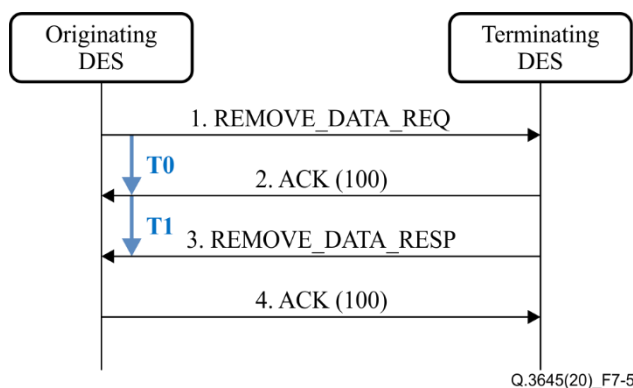 Originating
DES
Terminating
DES
1. REMOVE_DATA_REQ
T0
2. ACK (100)
T1
3. REMOVE_DATA_RESP
4. ACK (100)
Q.3645(20)_F7-5